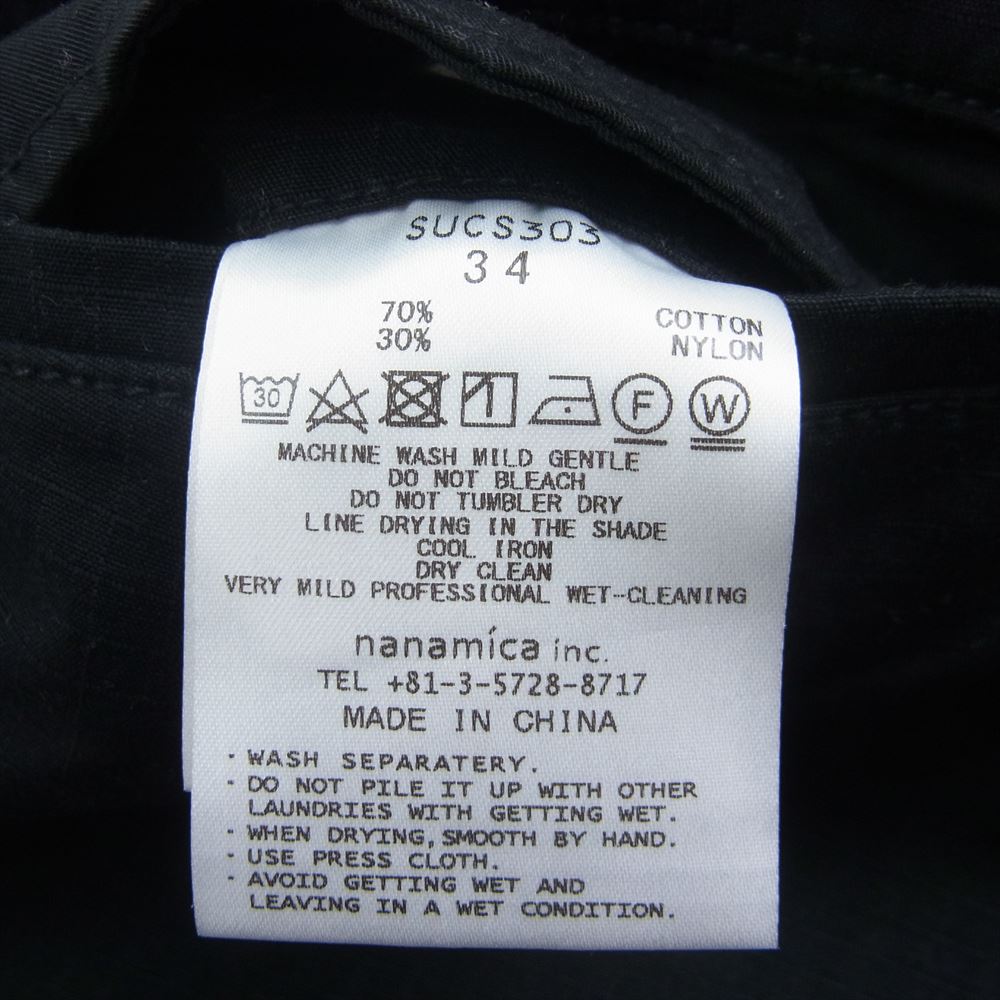 SUCS303
34
70% COTTON
30% NYLON
30 F W
MACHINE WASH MILD GENTLE
DO NOT BLEACH
DO NOT TUMBLER DRY
LINE DRYING IN THE SHADE
COOL IRON
DRY CLEAN
VERY MILD PROFESSIONAL WET-CLEANING
nanamíca inc.
TEL +81-3-5728-8717
MADE IN CHINA
· WASH SEPARATERY.
· DO NOT PILE IT UP WITH OTHER
LAUNDRIES WITH GETTING WET.
· WHEN DRYING,SMOOTH BY HAND.
· USE PRESS CLOTH.
· AVOID GETTING WET AND
LEAVING IN A WET CONDITION.